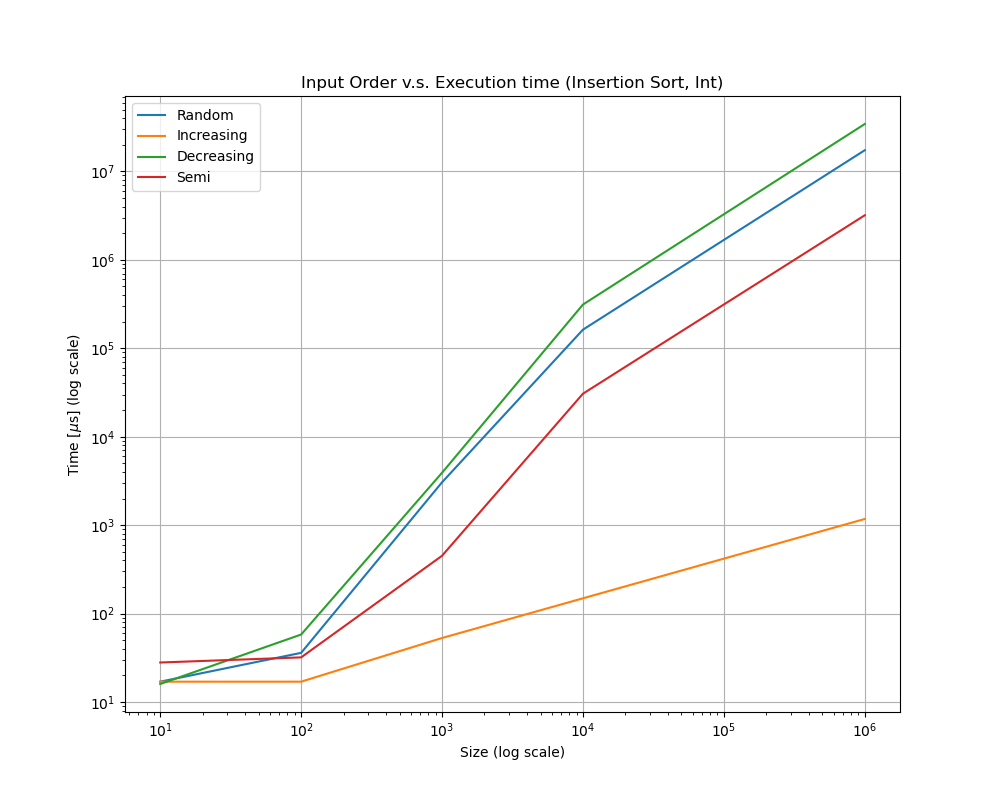 Input Order v.s. Execution time (Insertion Sort, Int)
Random
Increasing
Decreasing
Semi
Time [μs] (log scale)
10⁷
10⁶
10⁵
10⁴
10³
10²
10¹
10¹ 10² 10³ 10⁴ 10⁵ 10⁶
Size (log scale)